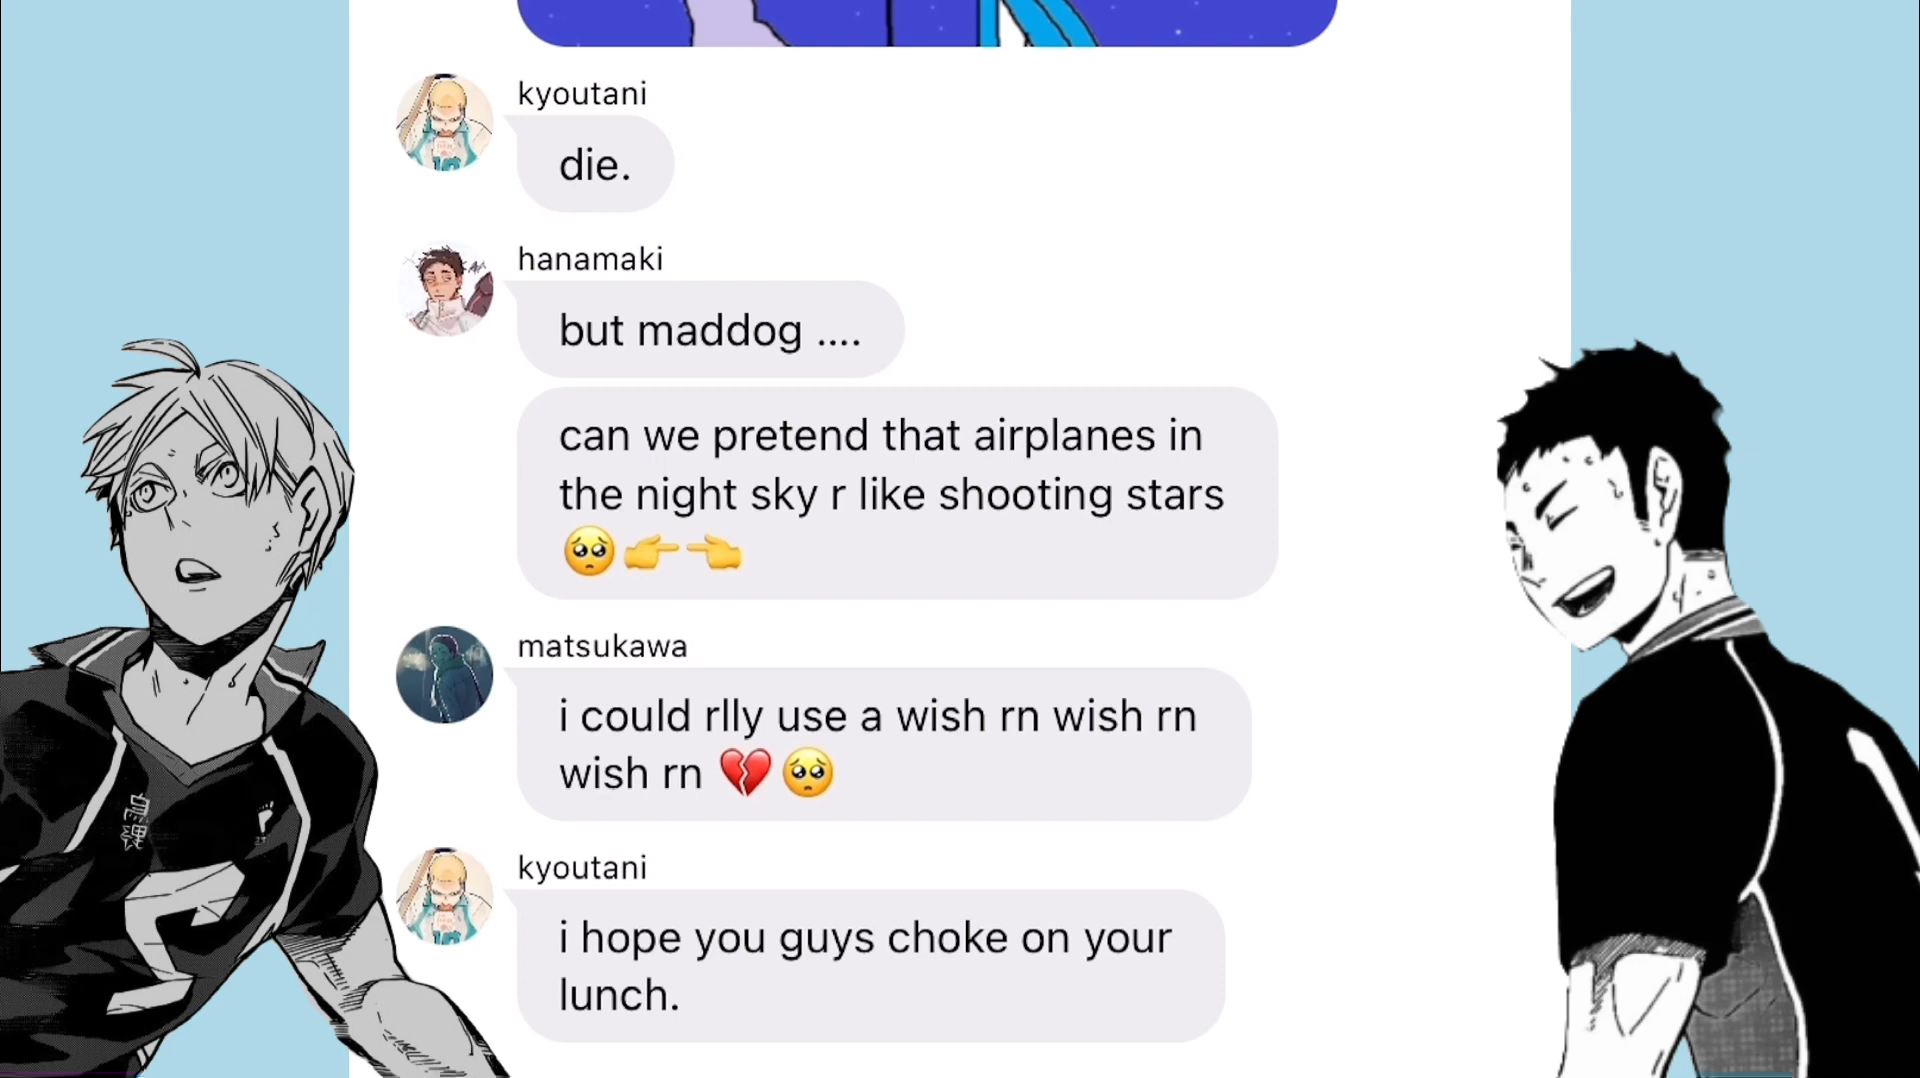 kyoutani
die.
hanamaki
but maddog ....
can we pretend that airplanes in
the night sky r like shooting stars
🥺👉👈
matsukawa
i could rlly use a wish rn wish rn
wish rn 💔🥺
kyoutani
i hope you guys choke on your
lunch.